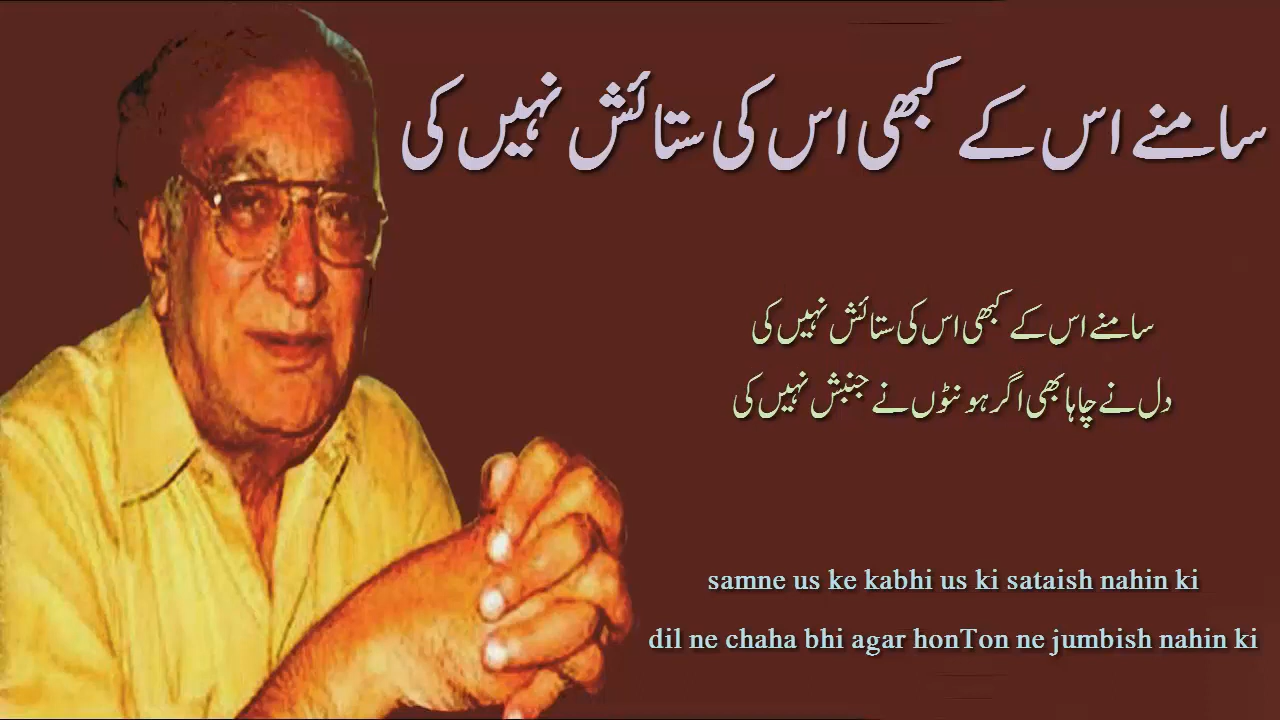 سامنے اس کے کبھی اس کی ستائش نہیں کی
سامنے اس کے کبھی اس کی ستائش نہیں کی
دل نے چاہا بھی اگر ہونٹوں نے جنبش نہیں کی
samne us ke kabhi us ki sataish nahin ki
dil ne chaha bhi agar honTon ne jumbish nahin ki